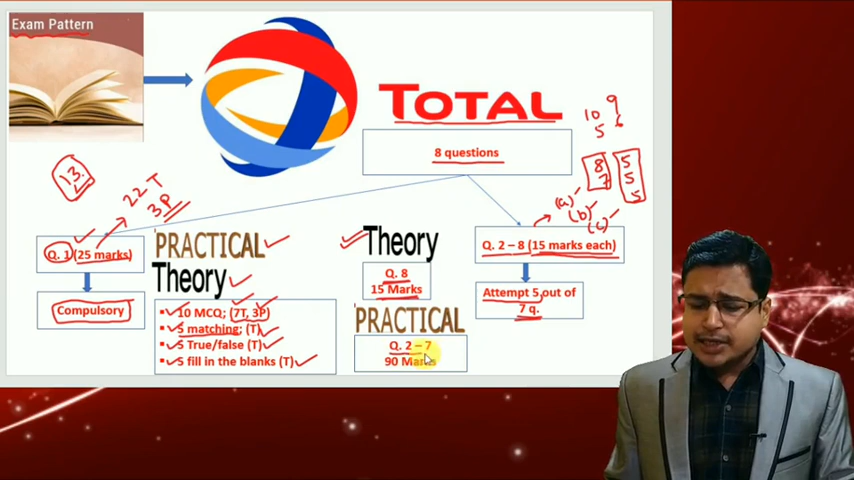 Exam Pattern
TOTAL
8 questions
10 9
5 6
8 5
7 5
5
13.
22 T
3P
(a)
(b)
(c)
Q. 1 (25 marks)
Compulsory
PRACTICAL
Theory
10 MCQ; (7T, 3P)
5 matching; (T)
5 True/false (T)
5 fill in the blanks (T)
Theory
Q. 8
15 Marks
PRACTICAL
Q. 2 – 7
90 Marks
Q. 2 – 8 (15 marks each)
Attempt 5 out of
7 q.